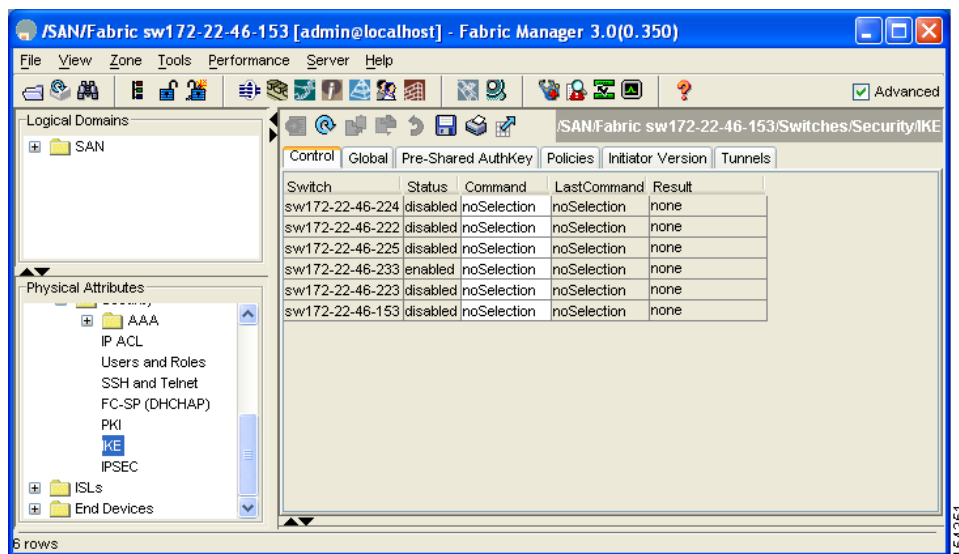 /SAN/Fabric sw172-22-46-153 [admin@localhost] - Fabric Manager 3.0(0.350)
File View Zone Tools Performance Server Help
Advanced
Logical Domains
SAN
/SAN/Fabric sw172-22-46-153/Switches/Security/IKE
Control Global Pre-Shared AuthKey Policies Initiator Version Tunnels
Switch Status Command LastCommand Result
sw172-22-46-224 disabled noSelection noSelection none
sw172-22-46-222 disabled noSelection noSelection none
sw172-22-46-225 disabled noSelection noSelection none
sw172-22-46-233 enabled noSelection noSelection none
sw172-22-46-223 disabled noSelection noSelection none
sw172-22-46-153 disabled noSelection noSelection none
Physical Attributes
AAA
IP ACL
Users and Roles
SSH and Telnet
FC-SP (DHCHAP)
PKI
IKE
IPSEC
ISLs
End Devices
6 rows